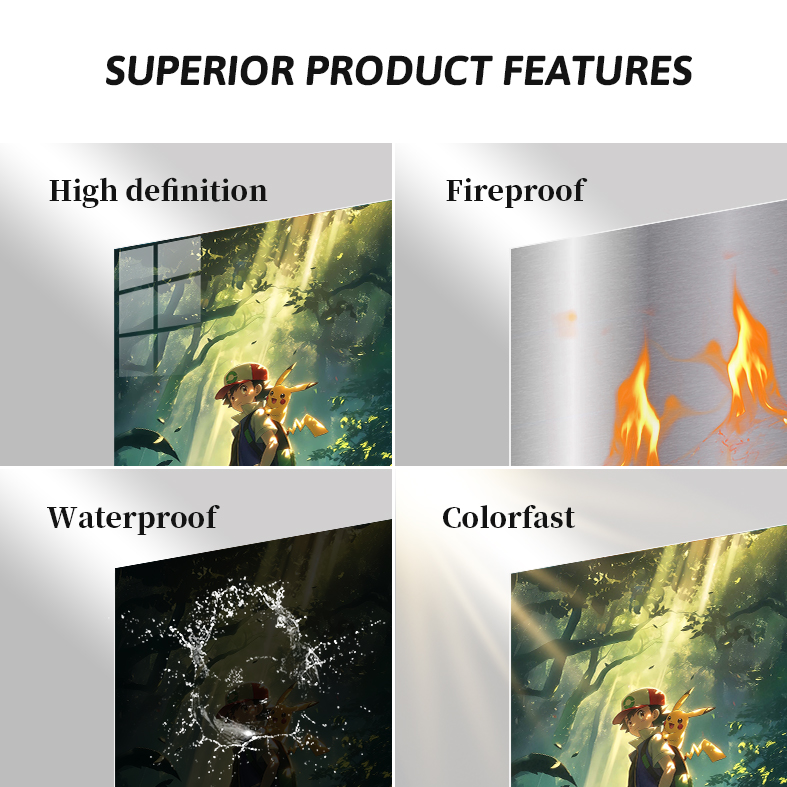 SUPERIOR PRODUCT FEATURES
High definition
Fireproof
Waterproof
Colorfast